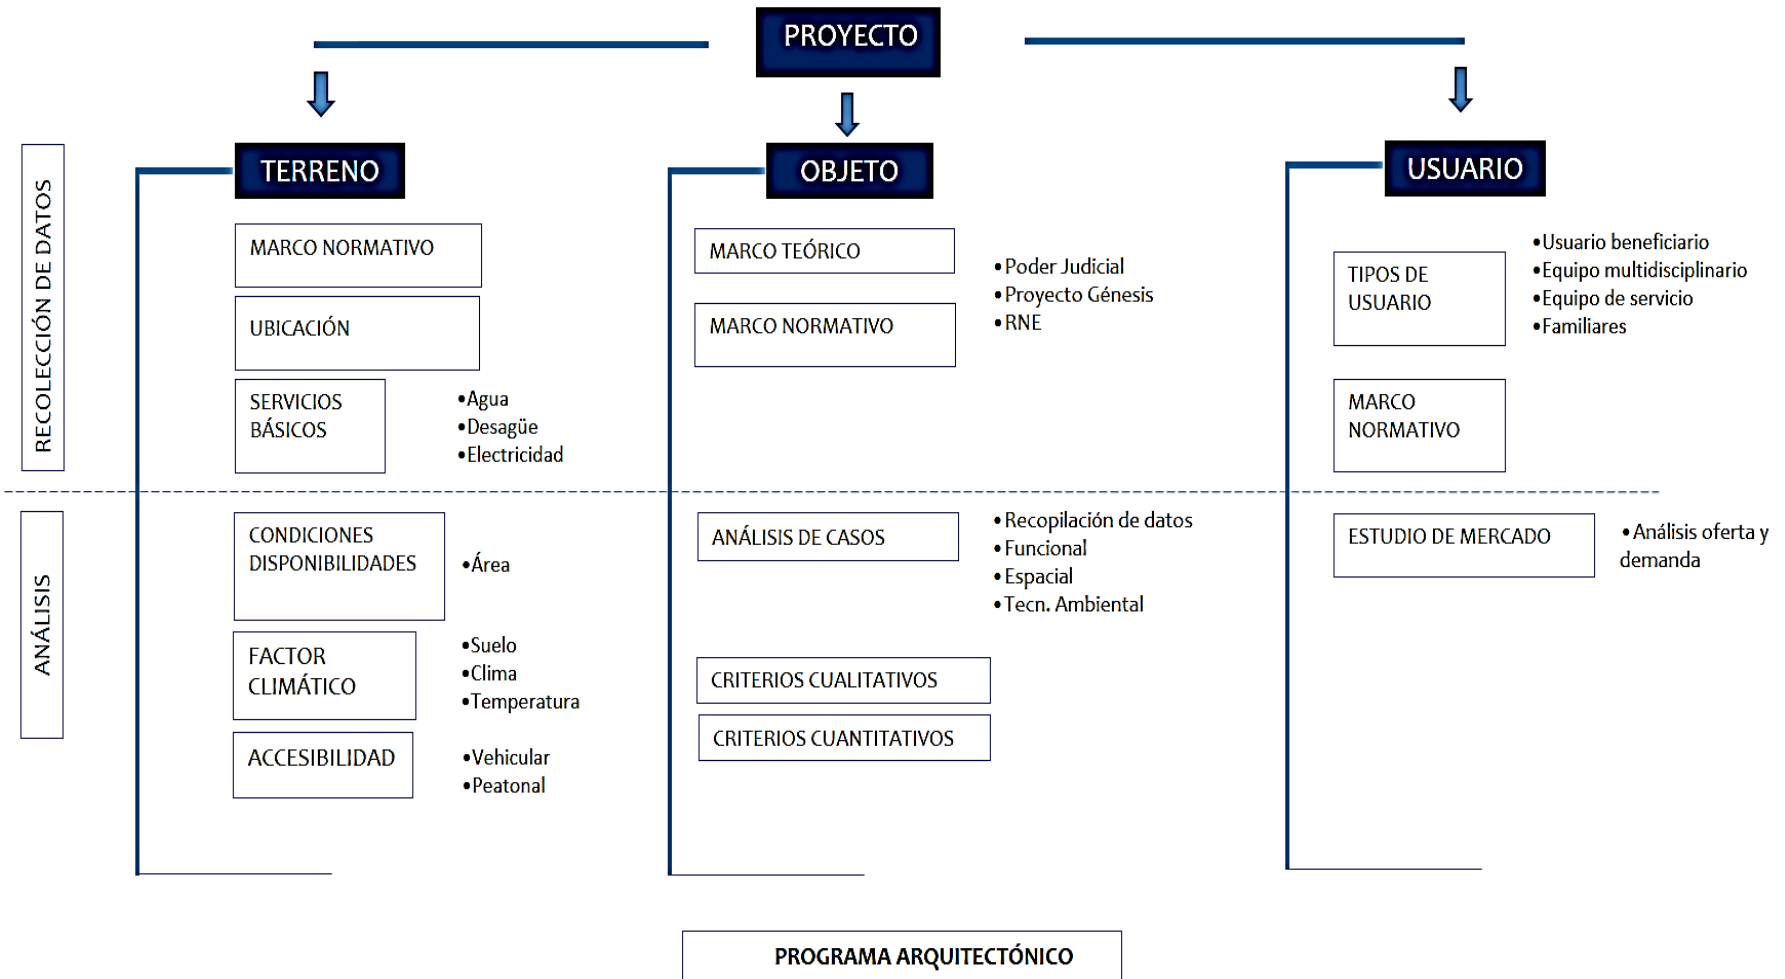 PROYECTO
TERRENO
OBJETO
USUARIO
RECOLECCIÓN DE DATOS
MARCO NORMATIVO
UBICACIÓN
SERVICIOS
BÁSICOS
•Agua
•Desagüe
•Electricidad
MARCO TEÓRICO
MARCO NORMATIVO
•Poder Judicial
•Proyecto Génesis
•RNE
TIPOS DE
USUARIO
•Usuario beneficiario
•Equipo multidisciplinario
•Equipo de servicio
•Familiares
MARCO
NORMATIVO
ANÁLISIS
CONDICIONES
DISPONIBILIDADES
•Área
FACTOR
CLIMÁTICO
•Suelo
•Clima
•Temperatura
ACCESIBILIDAD
•Vehicular
•Peatonal
ANÁLISIS DE CASOS
•Recopilación de datos
•Funcional
•Espacial
•Tecn. Ambiental
CRITERIOS CUALITATIVOS
CRITERIOS CUANTITATIVOS
ESTUDIO DE MERCADO
•Análisis oferta y
demanda
PROGRAMA ARQUITECTÓNICO